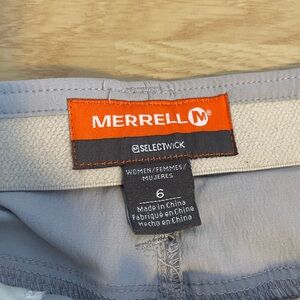 MERRELL M®
SELECTWICK
WOMEN/FEMMES/
MUJERES
6
Made in China
Fabriqué en Chine
Hecho en China